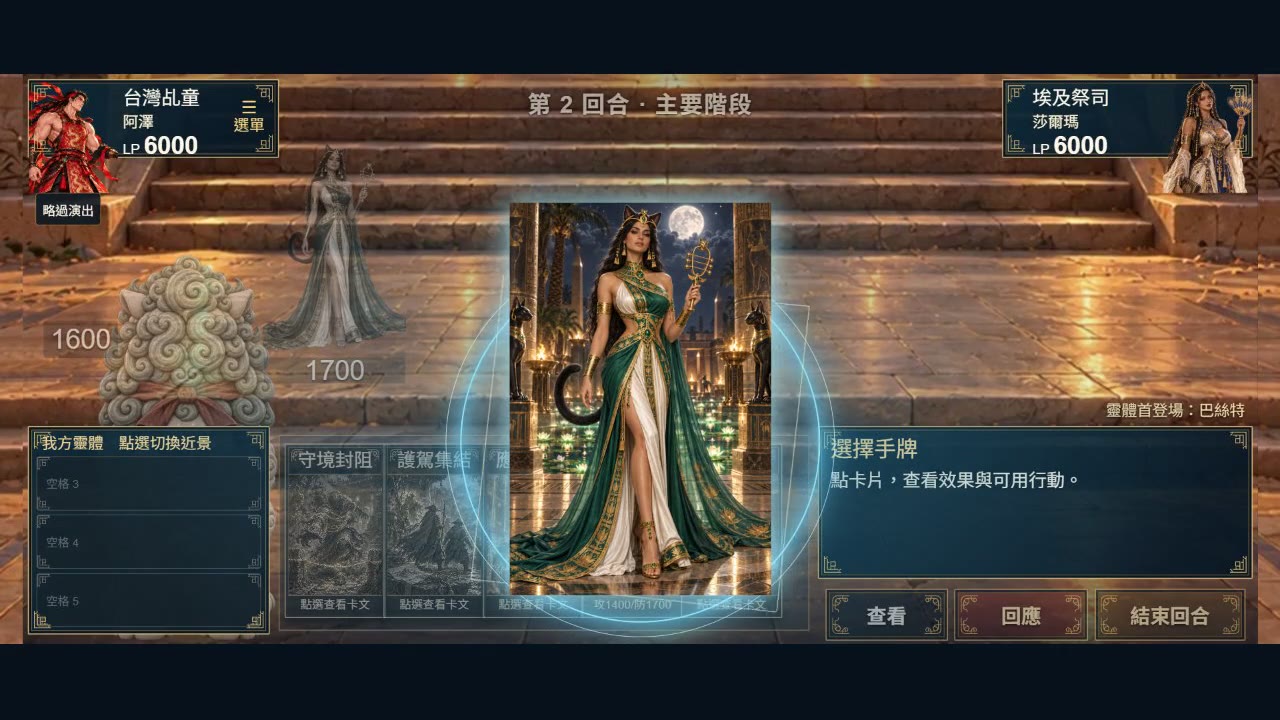 台灣乩童
阿澤
LP 6000
☰
選單
略過演出
第 2 回合 · 主要階段
埃及祭司
莎爾瑪
LP 6000
1600
1700
靈體首登場：巴絲特
我方靈體 點選切換近景
空格 3
空格 4
空格 5
守境封阻
護駕集結
應
點選查看卡文
點選查看卡文
點選查看卡文
攻1400/防1700
點選查看卡文
選擇手牌
點卡片，查看效果與可用行動。
查看
回應
結束回合